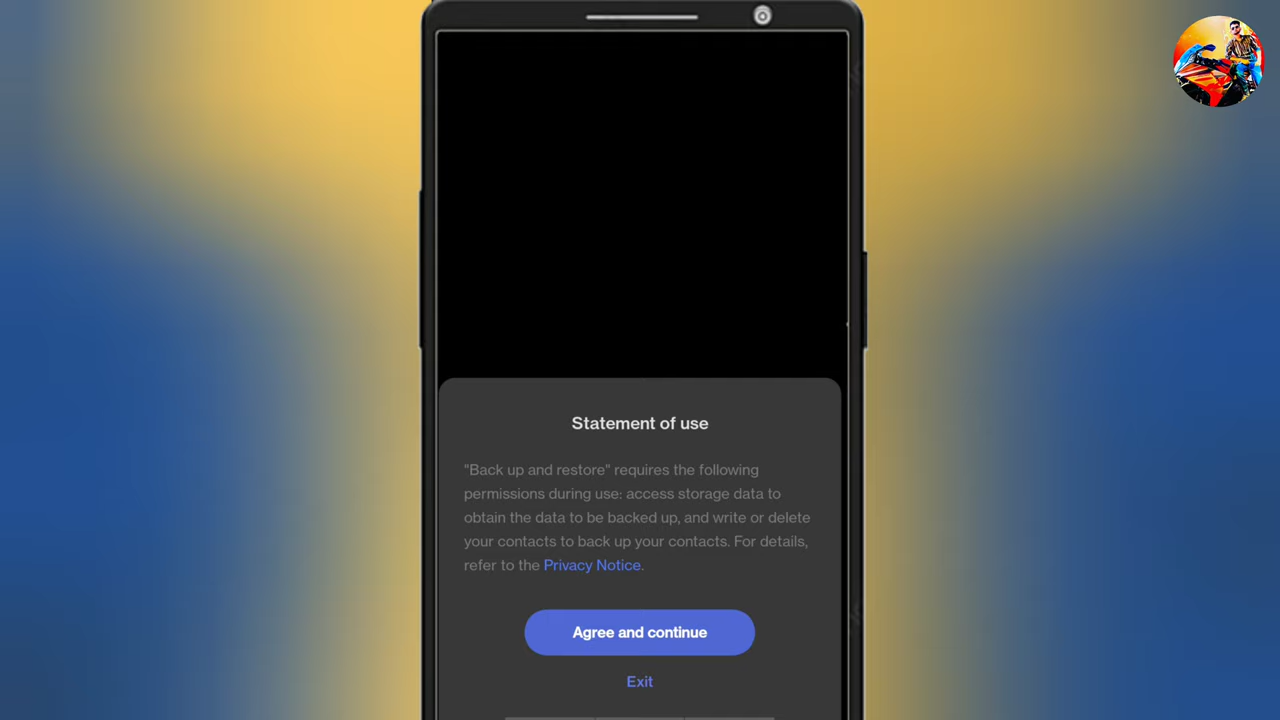 Statement of use
"Back up and restore" requires the following
permissions during use: access storage data to
obtain the data to be backed up, and write or delete
your contacts to back up your contacts. For details,
refer to the Privacy Notice.
Agree and continue
Exit